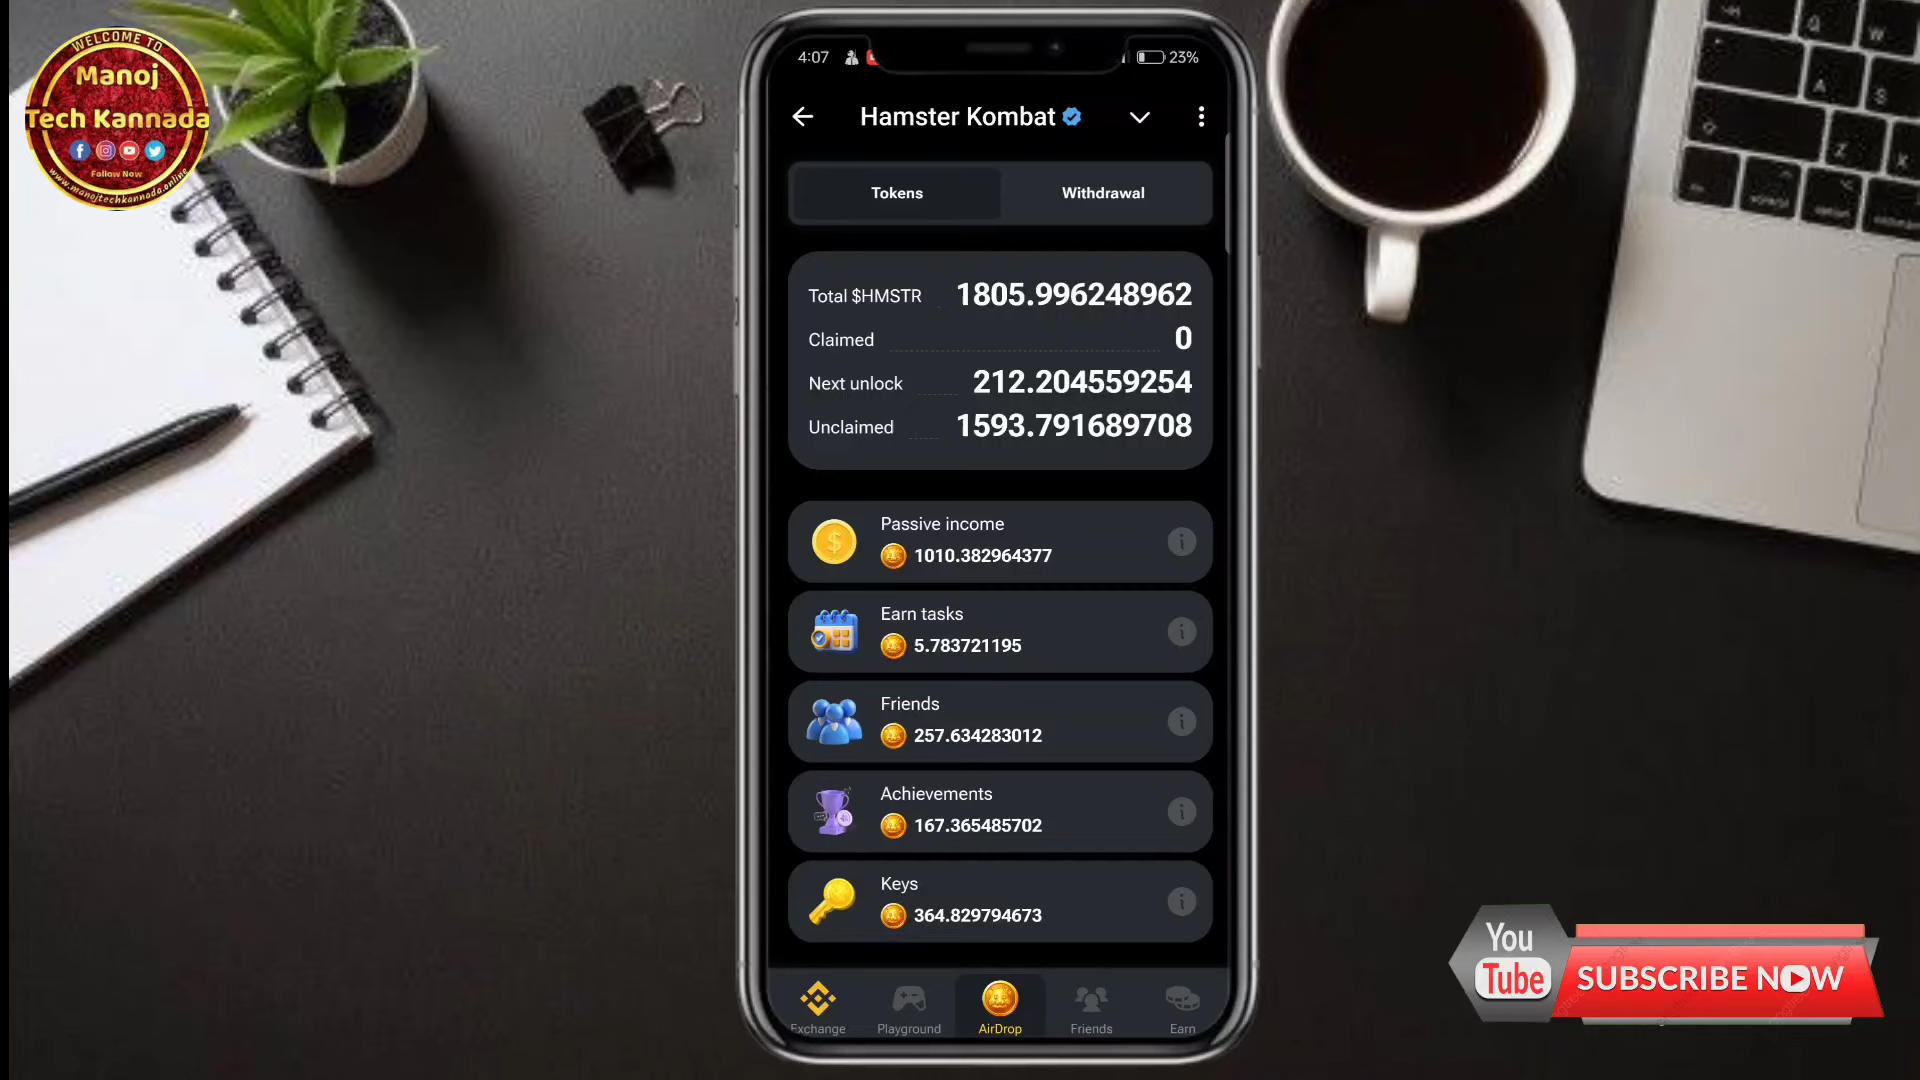 WELCOME TO
Manoj
Tech Kannada
Follow Now
www.manojtechkannada.online
4:07
23%
Hamster Kombat
Tokens
Withdrawal
Total $HMSTR 1805.996248962
Claimed 0
Next unlock 212.204559254
Unclaimed 1593.791689708
Passive income
1010.382964377
Earn tasks
5.783721195
Friends
257.634283012
Achievements
167.365485702
Keys
364.829794673
Exchange
Playground
AirDrop
Friends
Earn
You
Tube
SUBSCRIBE NOW